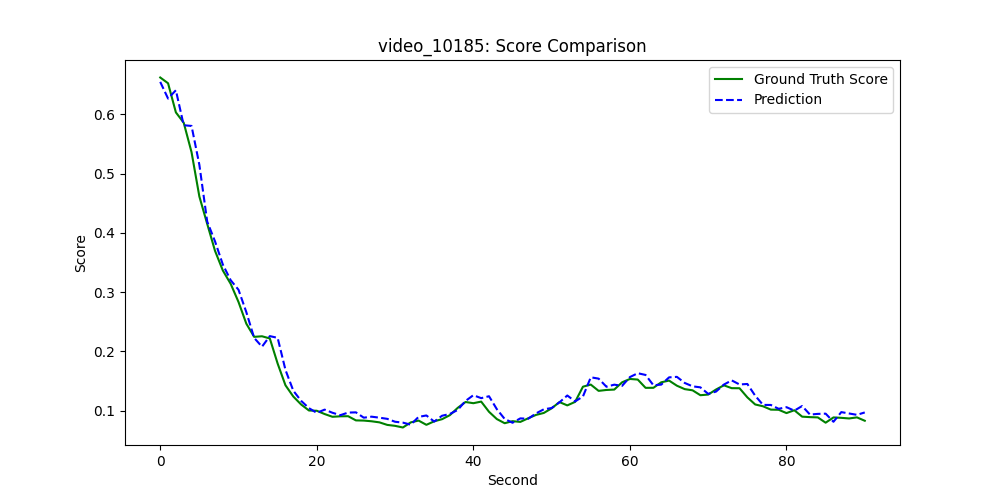 video_10185: Score Comparison
Ground Truth Score
Prediction
Score
0.6
0.5
0.4
0.3
0.2
0.1
0 20 40 60 80
Second